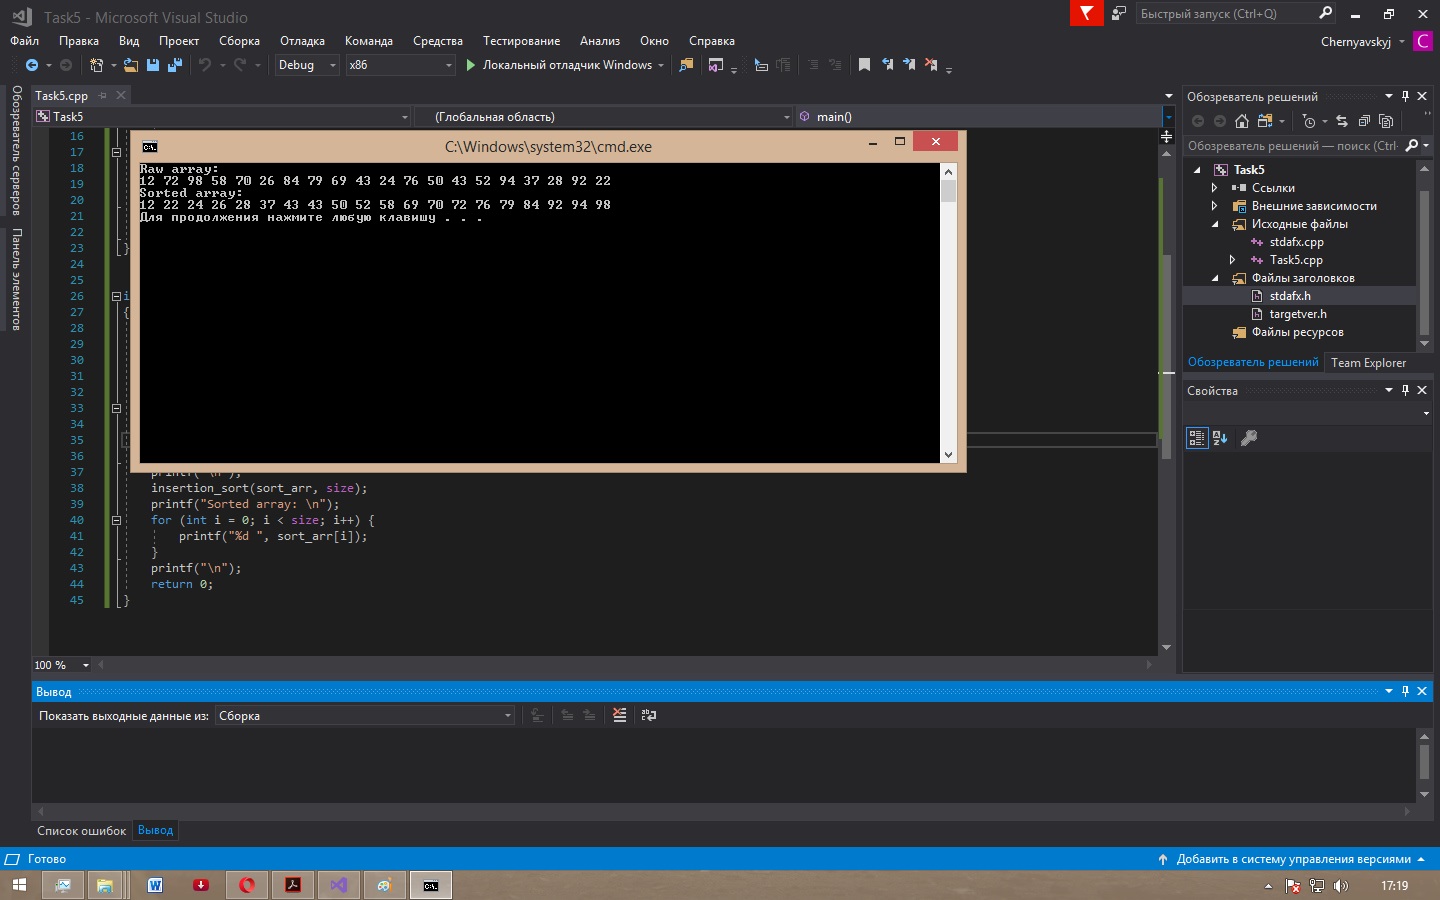 Task5 - Microsoft Visual Studio
Быстрый запуск (Ctrl+Q)
Файл Правка Вид Проект Сборка Отладка Команда Средства Тестирование Анализ Окно Справка
Chernyavskyj C
Debug x86 Локальный отладчик Windows
Обозреватель серверов
Панель элементов
Task5.cpp
Task5 (Глобальная область) main()
C:\Windows\system32\cmd.exe
Raw array:
12 72 98 58 70 26 84 79 69 43 24 76 50 43 52 94 37 28 92 22
Sorted array:
12 22 24 26 28 37 43 43 50 52 58 69 70 72 76 79 84 92 94 98
Для продолжения нажмите любую клавишу . . .
16
17
18
19
20
21
22
23 }
24
25
26 i
27 {
28
29
30
31
32
33
34
35
36
37 printf("\n");
38 insertion_sort(sort_arr, size);
39 printf("Sorted array: \n");
40 for (int i = 0; i < size; i++) {
41 printf("%d ", sort_arr[i]);
42 }
43 printf("\n");
44 return 0;
45 }
100 %
Обозреватель решений
Обозреватель решений — поиск (Ctrl-
Task5
Ссылки
Внешние зависимости
Исходные файлы
stdafx.cpp
Task5.cpp
Файлы заголовков
stdafx.h
targetver.h
Файлы ресурсов
Обозреватель решений Team Explorer
Свойства
Вывод
Показать выходные данные из: Сборка
Список ошибок Вывод
Готово
Добавить в систему управления версиями
17:19